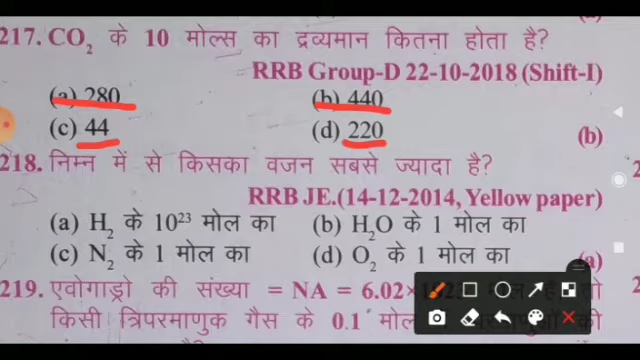 217. CO₂ के 10 मोल्स का द्रव्यमान कितना होता है?
RRB Group-D 22-10-2018 (Shift-I)
(a) 280 (b) 440
(c) 44 (d) 220 (b)
218. निम्न में से किसका वजन सबसे ज्यादा है?
RRB JE.(14-12-2014, Yellow paper)
(a) H₂ के 10²³ मोल का (b) H₂O के 1 मोल का
(c) N₂ के 1 मोल का (d) O₂ के 1 मोल का (a)
219. एवोगाड्रो की संख्या = NA = 6.02×
किसी त्रिपरमाणुक गैस के 0.1 मोल